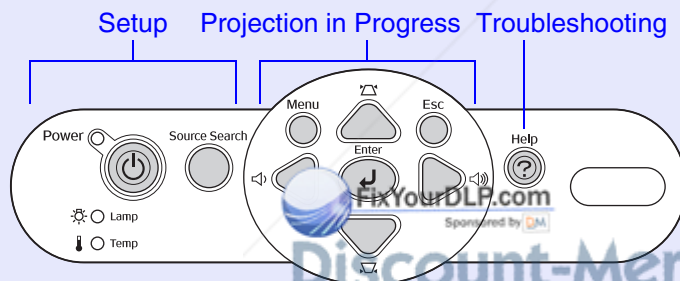 Setup Projection in Progress Troubleshooting
Menu Esc
Power Source Search Enter Help
FixYourDLP.com
Lamp
Sponsored by DM
Temp
Discount-Mer